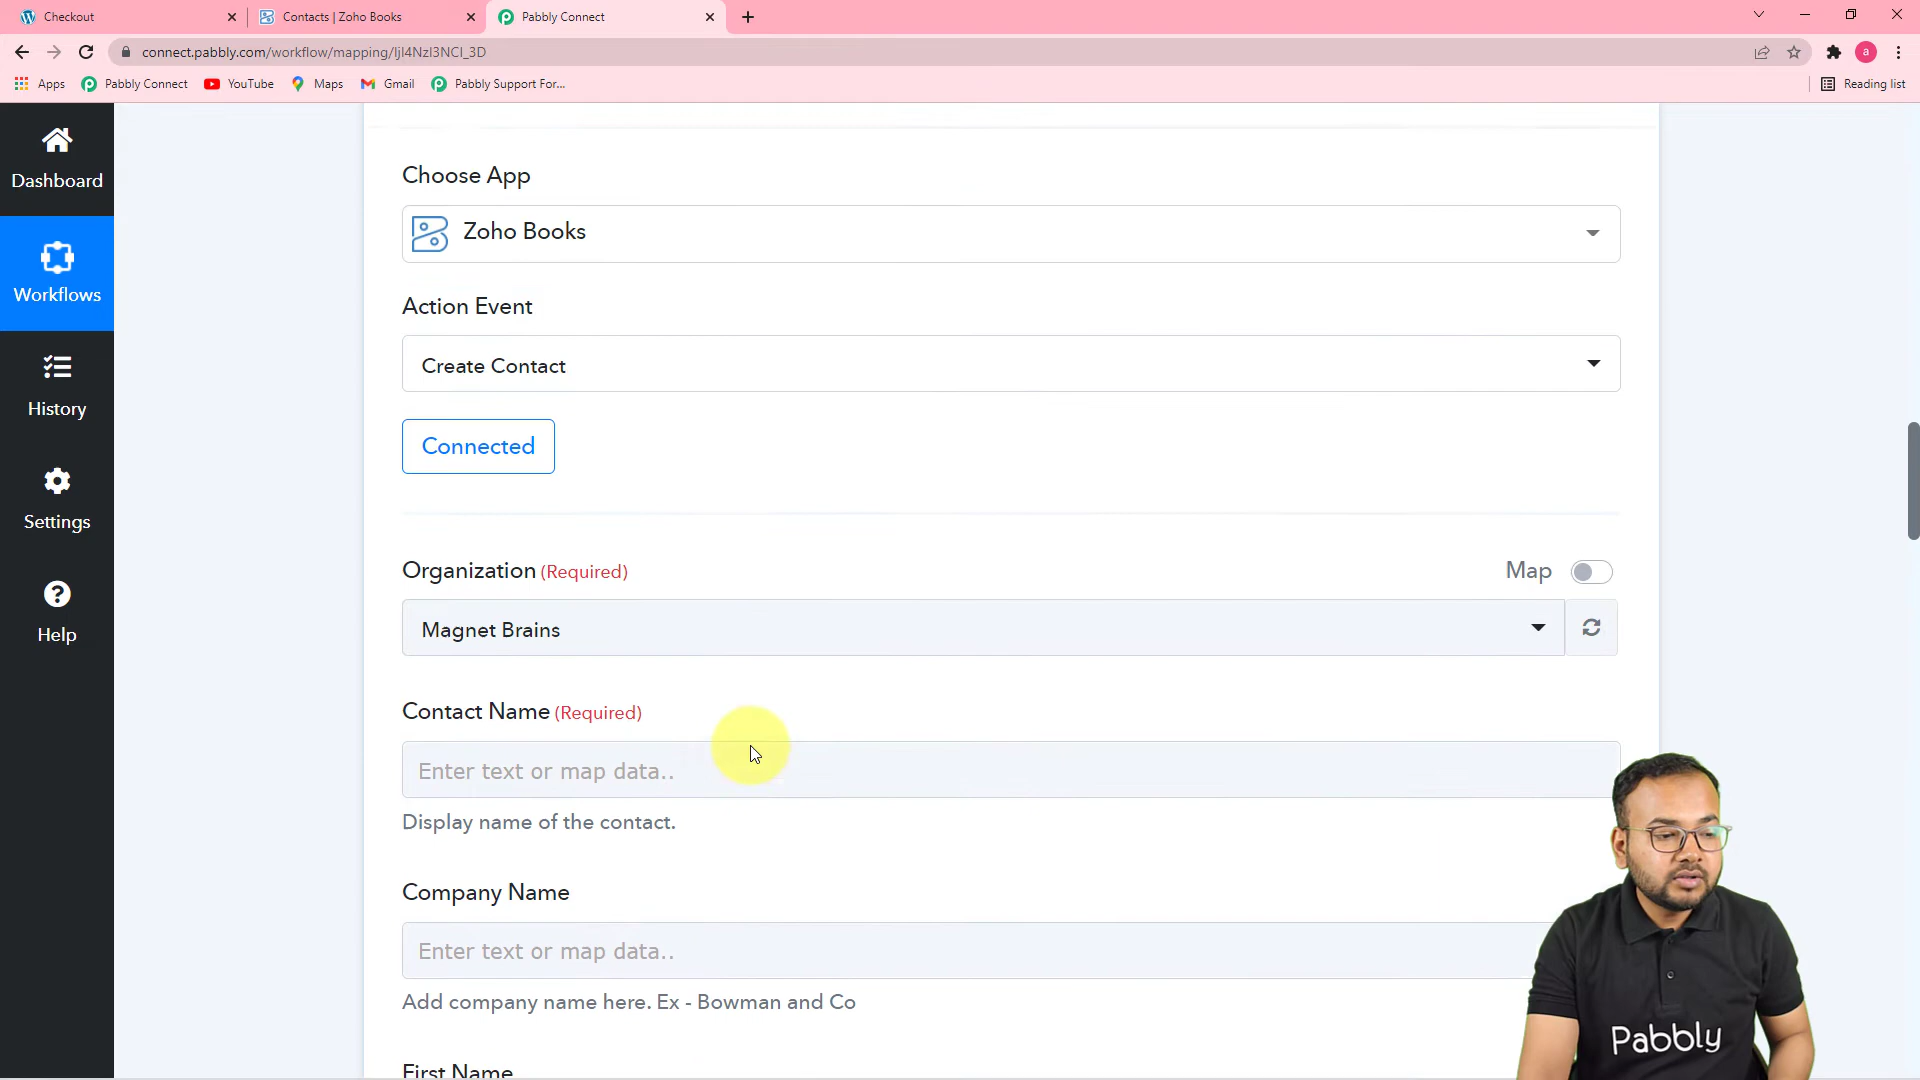 Checkout
Contacts | Zoho Books
Pabbly Connect
connect.pabbly.com/workflow/mapping/IjI4NzI3NCI_3D
a
Apps
Pabbly Connect
YouTube
Maps
Gmail
Pabbly Support For...
Reading list
Dashboard
Workflows
History
Settings
Help
Choose App
Zoho Books
Action Event
Create Contact
Connected
Organization (Required)
Map
Magnet Brains
Contact Name (Required)
Enter text or map data..
Display name of the contact.
Company Name
Enter text or map data..
Add company name here. Ex - Bowman and Co
First Name
Pabbly